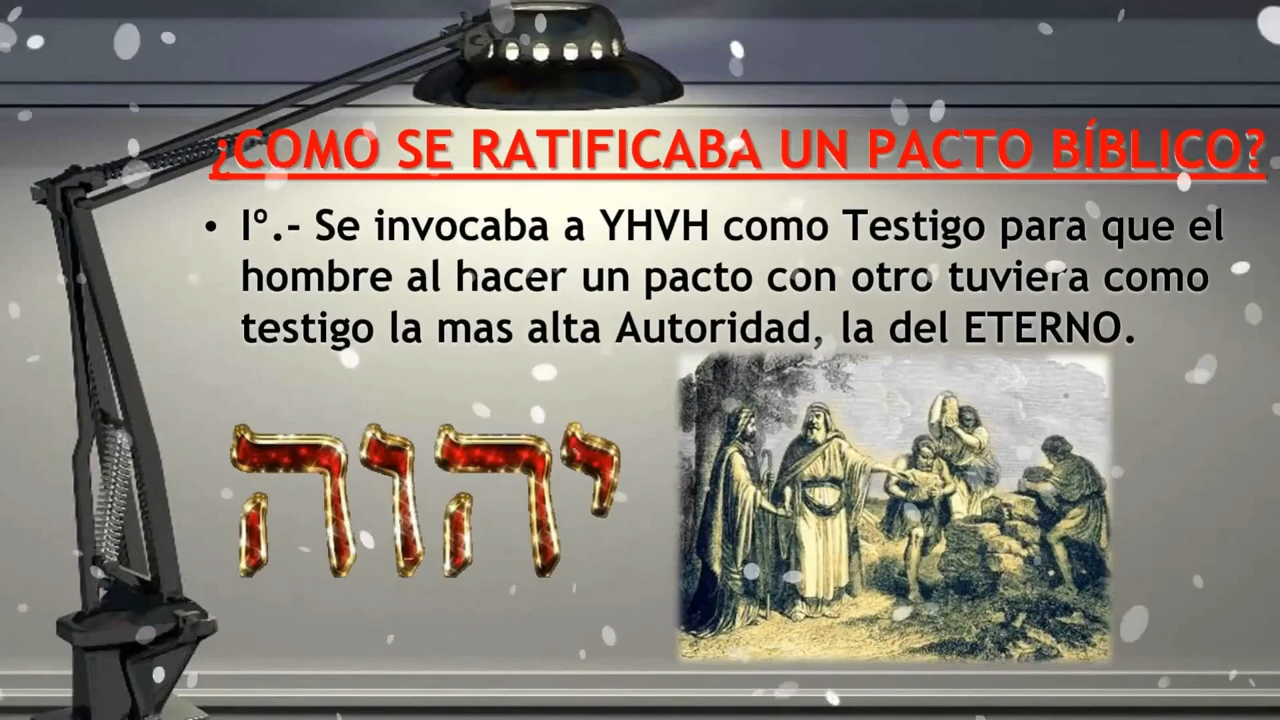 ¿COMO SE RATIFICABA UN PACTO BÍBLICO?
• Iº.- Se invocaba a YHVH como Testigo para que el
hombre al hacer un pacto con otro tuviera como
testigo la mas alta Autoridad, la del ETERNO.
יהוה